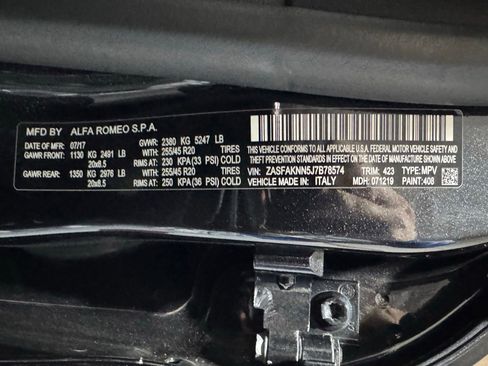 MFD BY ALFA ROMEO S.P.A.
DATE OF MFD: 07/17 GVWR: 2380 KG 5247 LB
GAWR FRONT: 1130 KG 2491 LB WITH: 255/45 R20 TIRES
20x8.5 RIMS AT: 230 KPA (33 PSI) COLD
GAWR REAR: 1350 KG 2976 LB WITH: 255/45 R20 TIRES
20x8.5 RIMS AT: 250 KPA (36 PSI) COLD
THIS VEHICLE CONFORMS TO ALL APPLICABLE U.S.A.
FEDERAL MOTOR VEHICLE SAFETY, BUMPER AND THEFT
PREVENTION STANDARDS IN EFFECT ON THE DATE OF MFR SHOWN ABOVE.
VIN: ZASFAKNN5J7B78574 TRIM: 423 TYPE: MPV
VEHICLE MADE IN: ITALY MDH: 071219 PAINT: 408